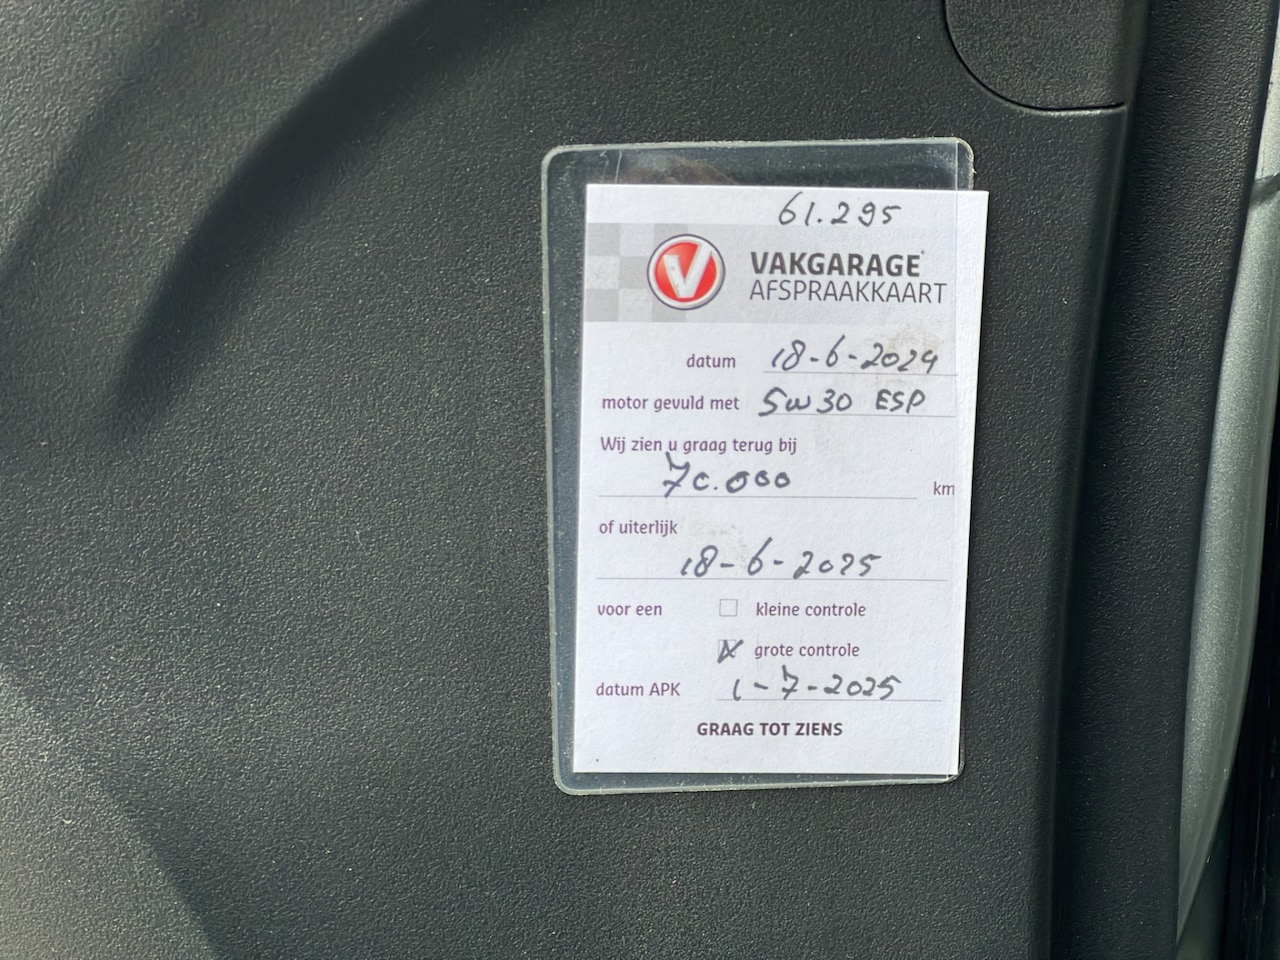 61.295
V
VAKGARAGE®
AFSPRAAKKAART
datum 18-6-2024
motor gevuld met 5W30 ESP
Wij zien u graag terug bij
70.000 km
of uiterlijk
18-6-2025
voor een kleine controle
grote controle
datum APK 1-7-2025
GRAAG TOT ZIENS